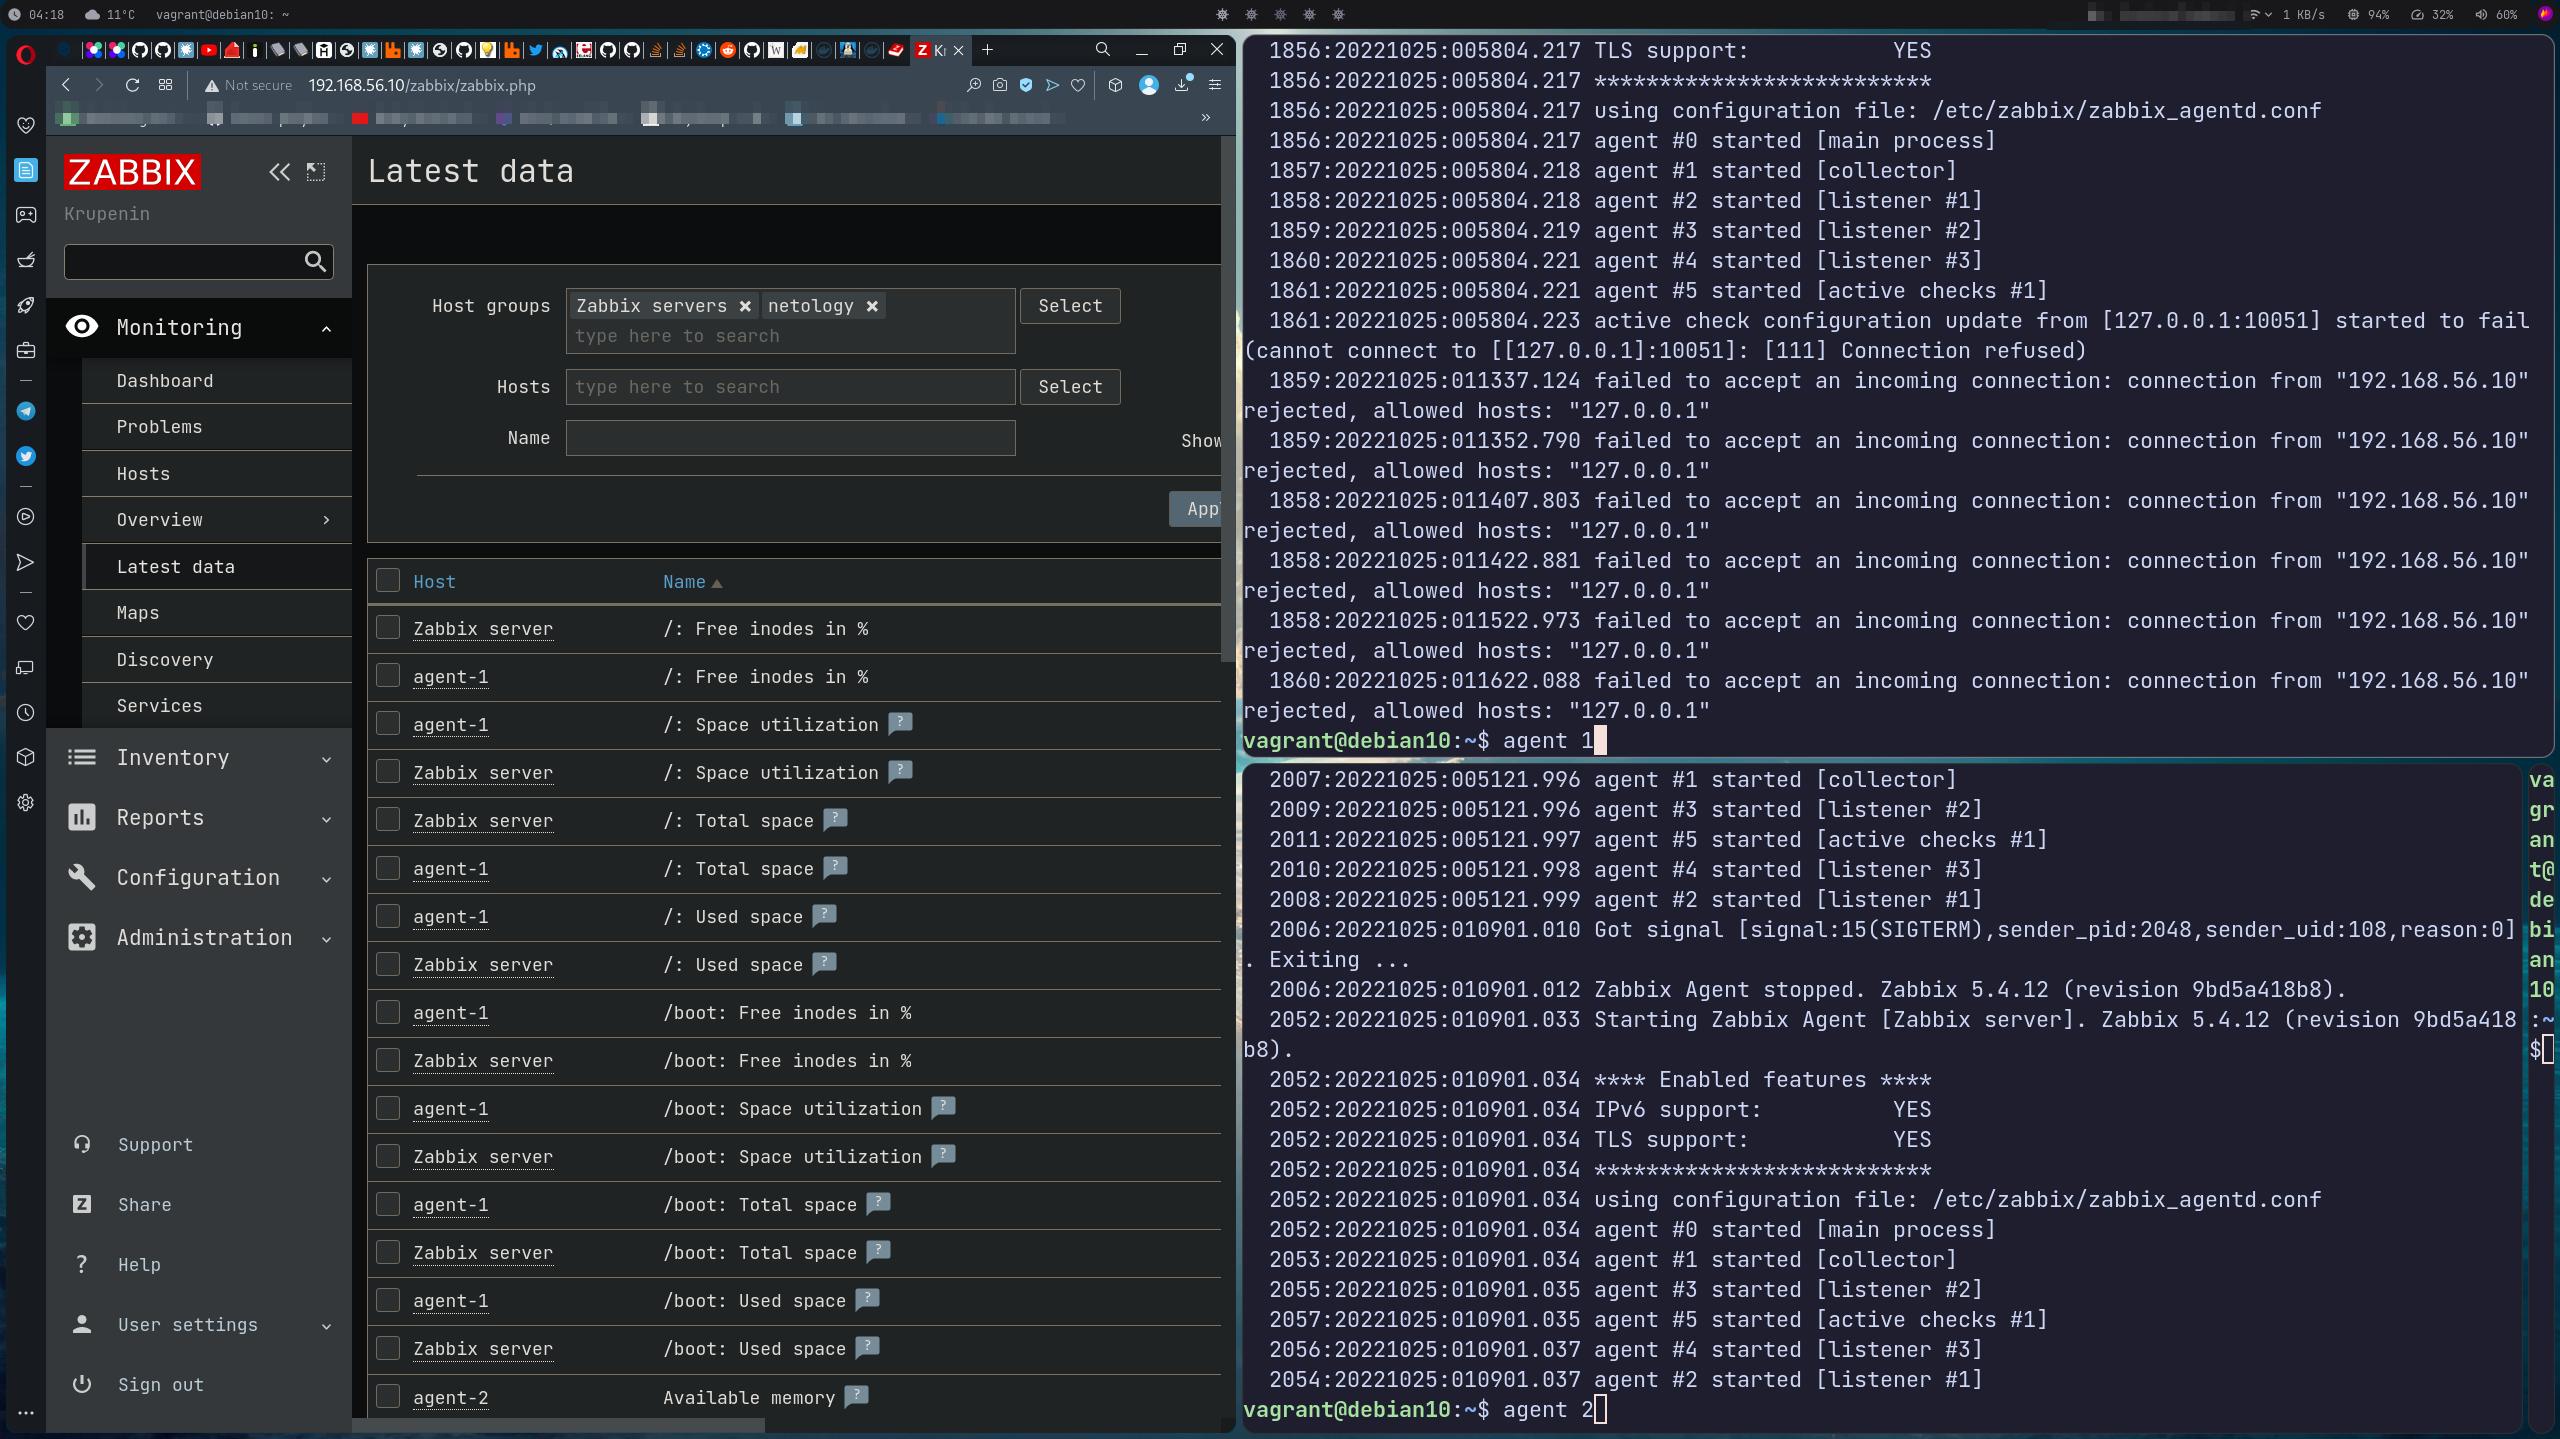 04:18 11°C vagrant@debian10: ~ 1 KB/s 94% 32% 60%
Not secure 192.168.56.10/zabbix/zabbix.php
ZABBIX
Krupenin
Monitoring
Dashboard
Problems
Hosts
Overview
Latest data
Maps
Discovery
Services
Inventory
Reports
Configuration
Administration
Support
Share
Help
User settings
Sign out
Latest data
Host groups Zabbix servers netology Select
type here to search
Hosts type here to search Select
Name
Show
App
Host Name
Zabbix server /: Free inodes in %
agent-1 /: Free inodes in %
agent-1 /: Space utilization ?
Zabbix server /: Space utilization ?
Zabbix server /: Total space ?
agent-1 /: Total space ?
agent-1 /: Used space ?
Zabbix server /: Used space ?
agent-1 /boot: Free inodes in %
Zabbix server /boot: Free inodes in %
agent-1 /boot: Space utilization ?
Zabbix server /boot: Space utilization ?
agent-1 /boot: Total space ?
Zabbix server /boot: Total space ?
agent-1 /boot: Used space ?
Zabbix server /boot: Used space ?
agent-2 Available memory ?
1856:20221025:005804.217 TLS support: YES
1856:20221025:005804.217 **************************
1856:20221025:005804.217 using configuration file: /etc/zabbix/zabbix_agentd.conf
1856:20221025:005804.217 agent #0 started [main process]
1857:20221025:005804.218 agent #1 started [collector]
1858:20221025:005804.218 agent #2 started [listener #1]
1859:20221025:005804.219 agent #3 started [listener #2]
1860:20221025:005804.221 agent #4 started [listener #3]
1861:20221025:005804.221 agent #5 started [active checks #1]
1861:20221025:005804.223 active check configuration update from [127.0.0.1:10051] started to fail
(cannot connect to [[127.0.0.1]:10051]: [111] Connection refused)
1859:20221025:011337.124 failed to accept an incoming connection: connection from "192.168.56.10"
rejected, allowed hosts: "127.0.0.1"
1859:20221025:011352.790 failed to accept an incoming connection: connection from "192.168.56.10"
rejected, allowed hosts: "127.0.0.1"
1858:20221025:011407.803 failed to accept an incoming connection: connection from "192.168.56.10"
rejected, allowed hosts: "127.0.0.1"
1858:20221025:011422.881 failed to accept an incoming connection: connection from "192.168.56.10"
rejected, allowed hosts: "127.0.0.1"
1858:20221025:011522.973 failed to accept an incoming connection: connection from "192.168.56.10"
rejected, allowed hosts: "127.0.0.1"
1860:20221025:011622.088 failed to accept an incoming connection: connection from "192.168.56.10"
rejected, allowed hosts: "127.0.0.1"
vagrant@debian10:~$ agent 1
2007:20221025:005121.996 agent #1 started [collector]
2009:20221025:005121.996 agent #3 started [listener #2]
2011:20221025:005121.997 agent #5 started [active checks #1]
2010:20221025:005121.998 agent #4 started [listener #3]
2008:20221025:005121.999 agent #2 started [listener #1]
2006:20221025:010901.010 Got signal [signal:15(SIGTERM),sender_pid:2048,sender_uid:108,reason:0]
. Exiting ...
2006:20221025:010901.012 Zabbix Agent stopped. Zabbix 5.4.12 (revision 9bd5a418b8).
2052:20221025:010901.033 Starting Zabbix Agent [Zabbix server]. Zabbix 5.4.12 (revision 9bd5a418
b8).
2052:20221025:010901.034 **** Enabled features ****
2052:20221025:010901.034 IPv6 support: YES
2052:20221025:010901.034 TLS support: YES
2052:20221025:010901.034 **************************
2052:20221025:010901.034 using configuration file: /etc/zabbix/zabbix_agentd.conf
2052:20221025:010901.034 agent #0 started [main process]
2053:20221025:010901.034 agent #1 started [collector]
2055:20221025:010901.035 agent #3 started [listener #2]
2057:20221025:010901.035 agent #5 started [active checks #1]
2056:20221025:010901.037 agent #4 started [listener #3]
2054:20221025:010901.037 agent #2 started [listener #1]
vagrant@debian10:~$ agent 2
va
gr
an
t@
de
bi
an
10
:~
$